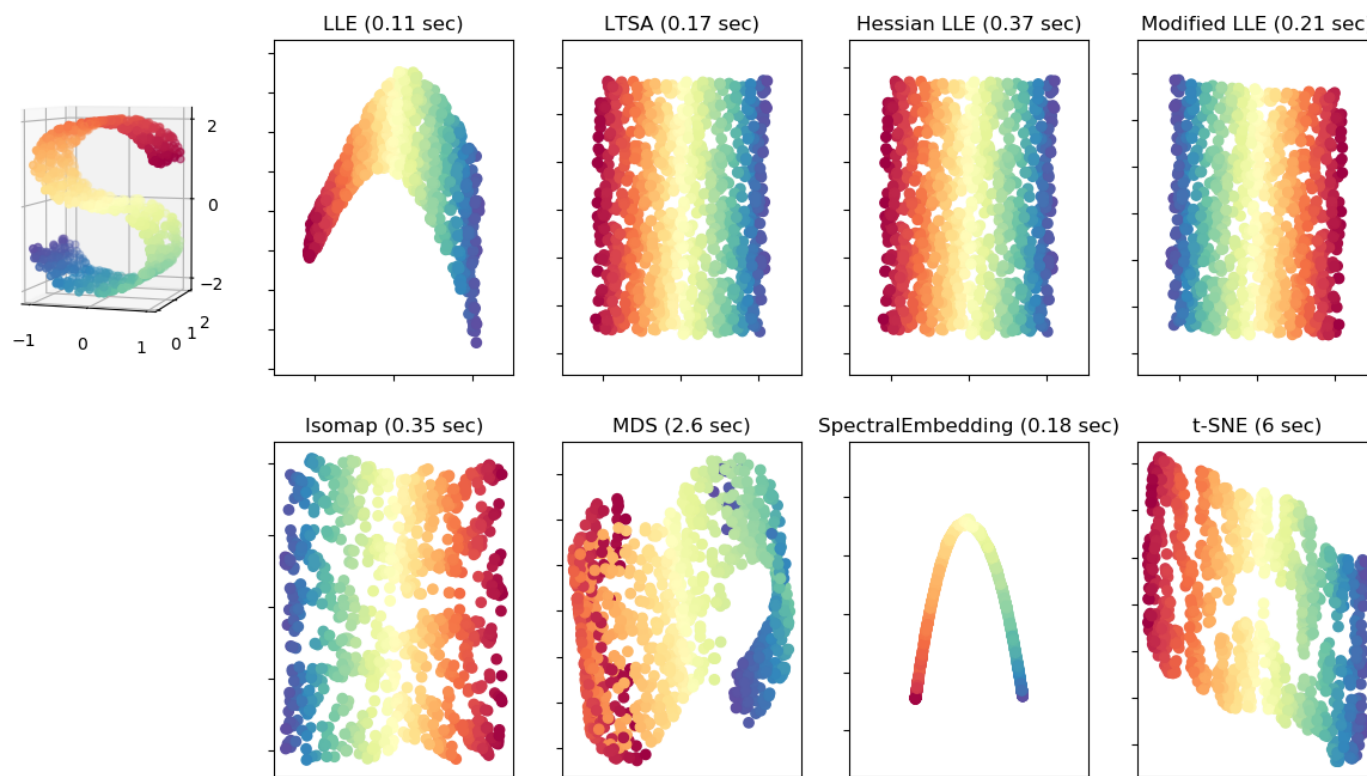 LLE (0.11 sec)
LTSA (0.17 sec)
Hessian LLE (0.37 sec)
Modified LLE (0.21 sec
2
0
−2
−1
0
1
0
1
2
Isomap (0.35 sec)
MDS (2.6 sec)
SpectralEmbedding (0.18 sec)
t-SNE (6 sec)